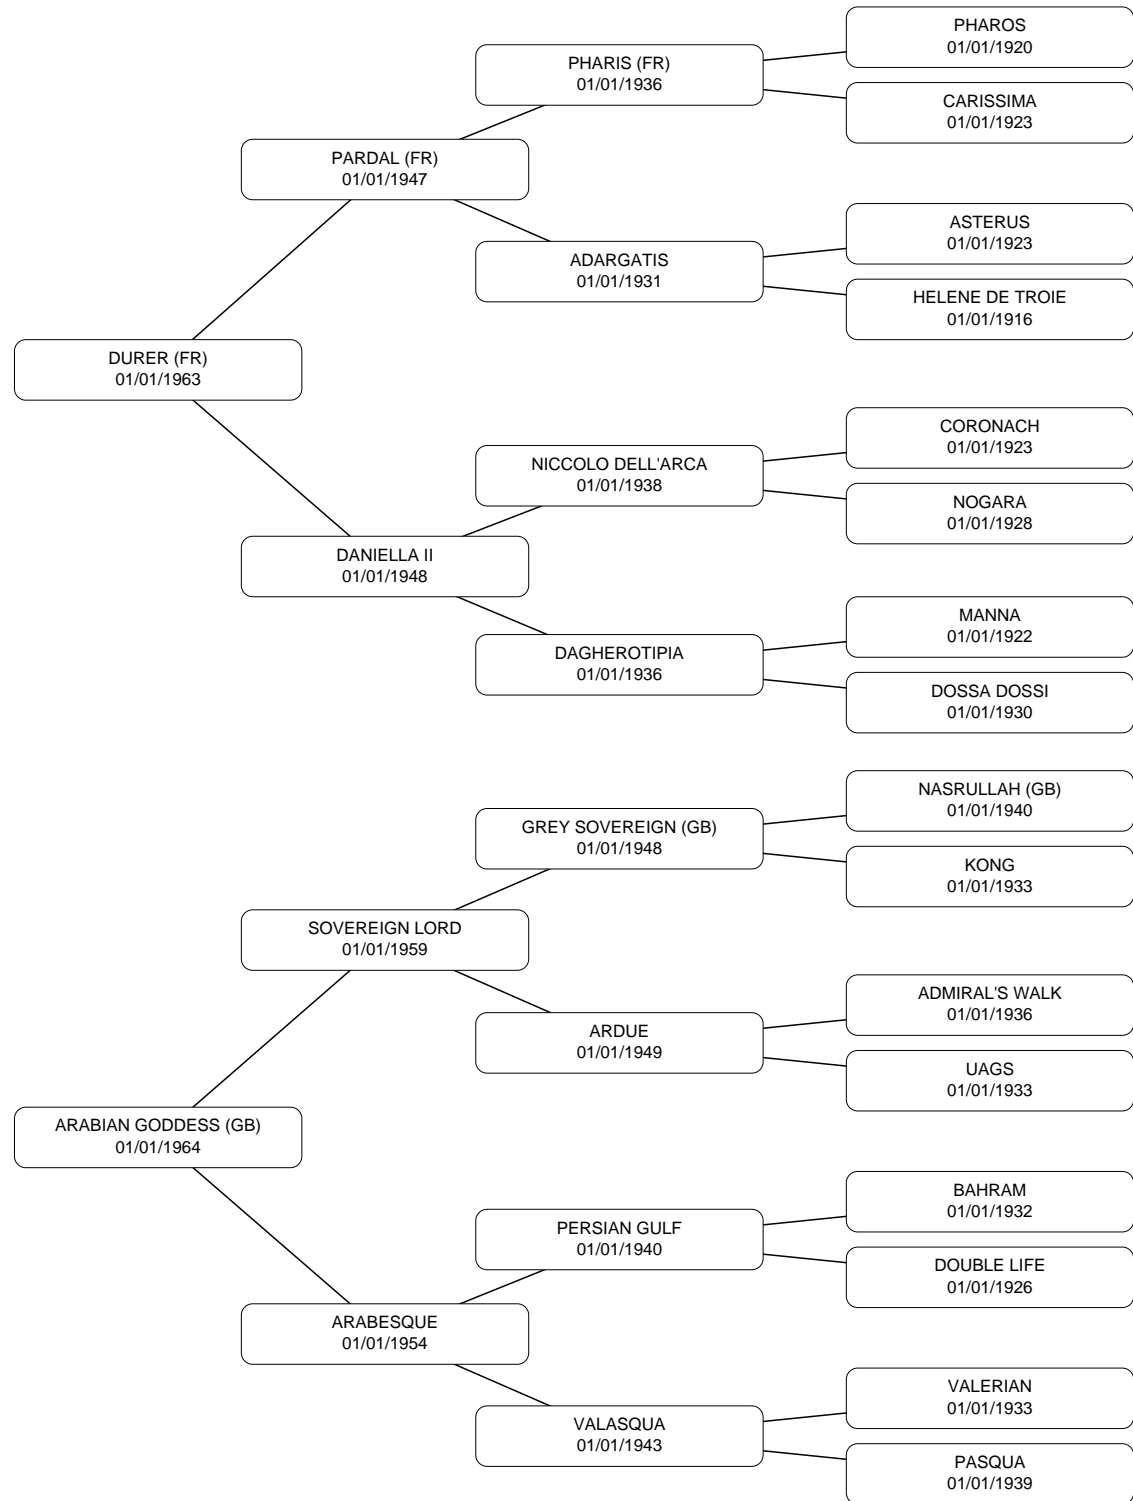 PHAROS
01/01/1920
PHARIS (FR)
01/01/1936
CARISSIMA
01/01/1923
PARDAL (FR)
01/01/1947
ASTERUS
01/01/1923
ADARGATIS
01/01/1931
HELENE DE TROIE
01/01/1916
DURER (FR)
01/01/1963
CORONACH
01/01/1923
NICCOLO DELL'ARCA
01/01/1938
NOGARA
01/01/1928
DANIELLA II
01/01/1948
MANNA
01/01/1922
DAGHEROTIPIA
01/01/1936
DOSSA DOSSI
01/01/1930
NASRULLAH (GB)
01/01/1940
GREY SOVEREIGN (GB)
01/01/1948
KONG
01/01/1933
SOVEREIGN LORD
01/01/1959
ADMIRAL'S WALK
01/01/1936
ARDUE
01/01/1949
UAGS
01/01/1933
ARABIAN GODDESS (GB)
01/01/1964
BAHRAM
01/01/1932
PERSIAN GULF
01/01/1940
DOUBLE LIFE
01/01/1926
ARABESQUE
01/01/1954
VALERIAN
01/01/1933
VALASQUA
01/01/1943
PASQUA
01/01/1939